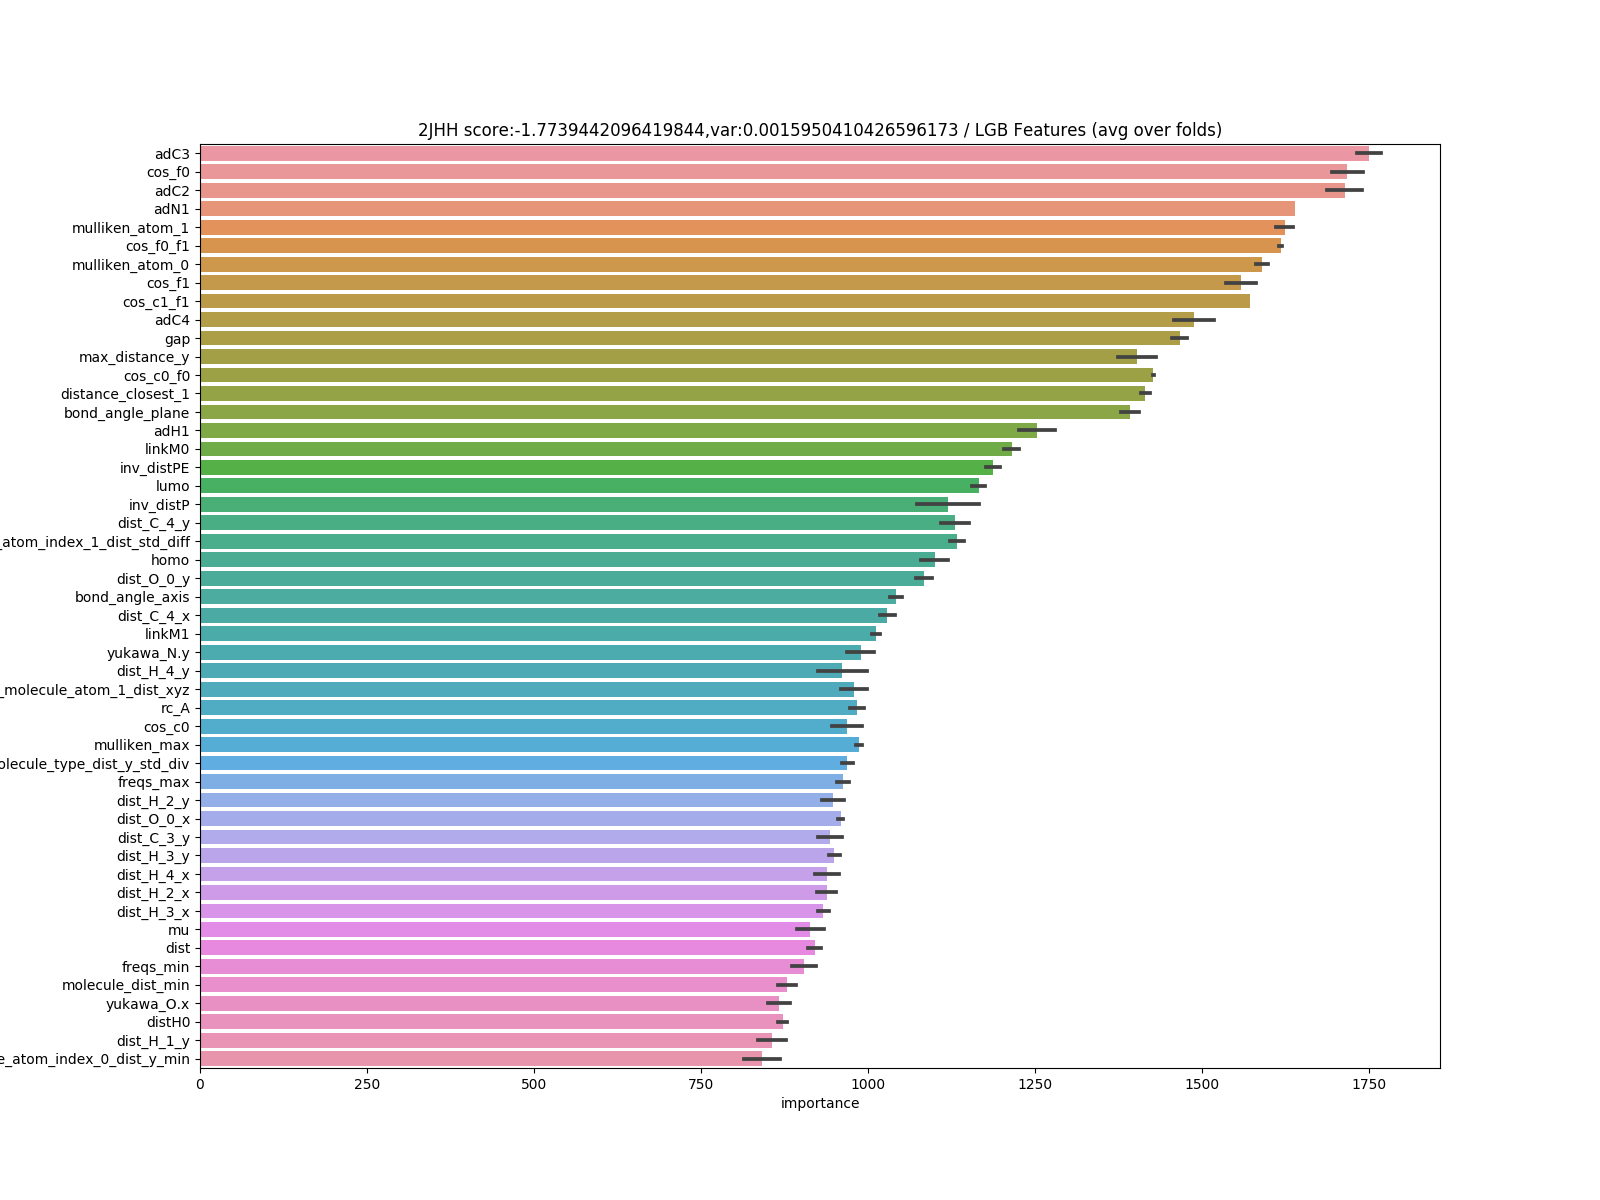 2JHH score:-1.7739442096419844,var:0.0015950410426596173 / LGB Features (avg over folds)
adC3
cos_f0
adC2
adN1
mulliken_atom_1
cos_f0_f1
mulliken_atom_0
cos_f1
cos_c1_f1
adC4
gap
max_distance_y
cos_c0_f0
distance_closest_1
bond_angle_plane
adH1
linkM0
inv_distPE
lumo
inv_distP
dist_C_4_y
_atom_index_1_dist_std_diff
homo
dist_O_0_y
bond_angle_axis
dist_C_4_x
linkM1
yukawa_N.y
dist_H_4_y
_molecule_atom_1_dist_xyz
rc_A
cos_c0
mulliken_max
olecule_type_dist_y_std_div
freqs_max
dist_H_2_y
dist_O_0_x
dist_C_3_y
dist_H_3_y
dist_H_4_x
dist_H_2_x
dist_H_3_x
mu
dist
freqs_min
molecule_dist_min
yukawa_O.x
distH0
dist_H_1_y
e_atom_index_0_dist_y_min
0 250 500 750 1000 1250 1500 1750
importance